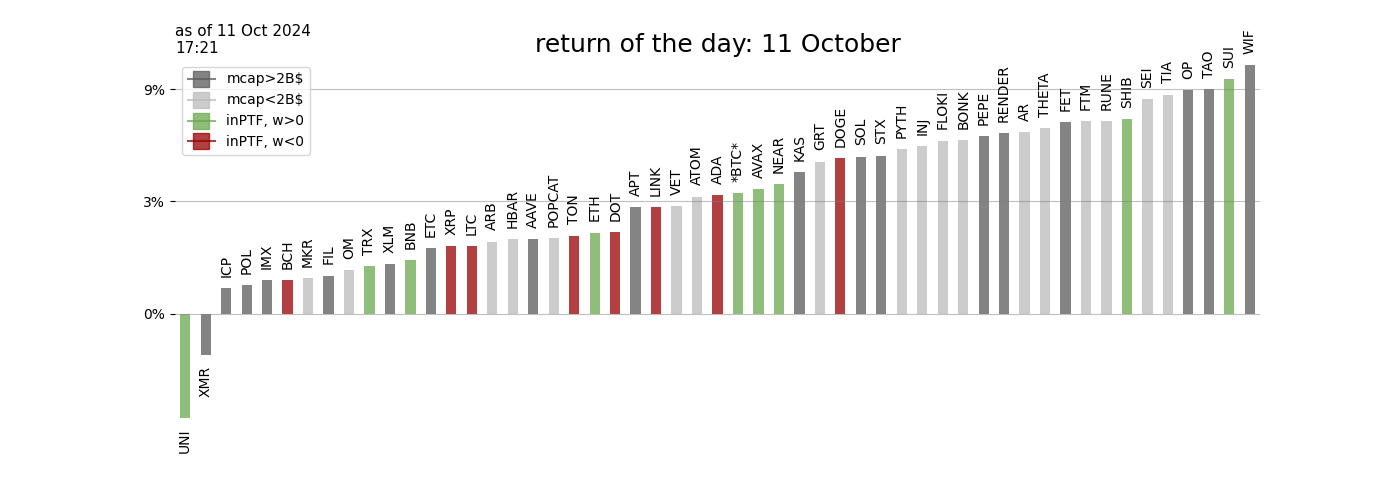 as of 11 Oct 2024
17:21
return of the day: 11 October
mcap>2B$
mcap<2B$
inPTF, w>0
inPTF, w<0
9%
3%
0%
UNI
XMR
ICP
POL
IMX
BCH
MKR
FIL
OM
TRX
XLM
BNB
ETC
XRP
LTC
ARB
HBAR
AAVE
POPCAT
TON
ETH
DOT
APT
LINK
VET
ATOM
ADA
*BTC*
AVAX
NEAR
KAS
GRT
DOGE
SOL
STX
PYTH
INJ
FLOKI
BONK
PEPE
RENDER
AR
THETA
FET
FTM
RUNE
SHIB
SEI
TIA
OP
TAO
SUI
WIF